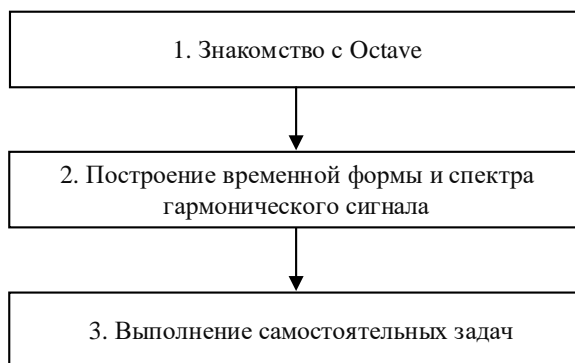 1. Знакомство с Octave
2. Построение временной формы и спектра
гармонического сигнала
3. Выполнение самостоятельных задач